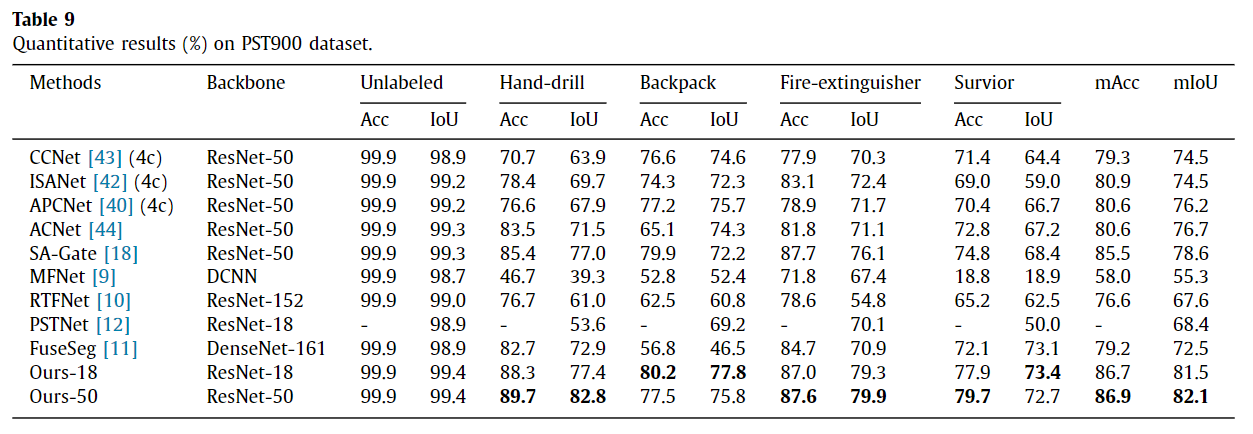 Table 9
Quantitative results (%) on PST900 dataset.
Methods Backbone Unlabeled Hand-drill Backpack Fire-extinguisher Survior mAcc mIoU
Acc IoU Acc IoU Acc IoU Acc IoU Acc IoU
CCNet [43] (4c) ResNet-50 99.9 98.9 70.7 63.9 76.6 74.6 77.9 70.3 71.4 64.4 79.3 74.5
ISANet [42] (4c) ResNet-50 99.9 99.2 78.4 69.7 74.3 72.3 83.1 72.4 69.0 59.0 80.9 74.5
APCNet [40] (4c) ResNet-50 99.9 99.2 76.6 67.9 77.2 75.7 78.9 71.7 70.4 66.7 80.6 76.2
ACNet [44] ResNet-50 99.9 99.3 83.5 71.5 65.1 74.3 81.8 71.1 72.8 67.2 80.6 76.7
SA-Gate [18] ResNet-50 99.9 99.3 85.4 77.0 79.9 72.2 87.7 76.1 74.8 68.4 85.5 78.6
MFNet [9] DCNN 99.9 98.7 46.7 39.3 52.8 52.4 71.8 67.4 18.8 18.9 58.0 55.3
RTFNet [10] ResNet-152 99.9 99.0 76.7 61.0 62.5 60.8 78.6 54.8 65.2 62.5 76.6 67.6
PSTNet [12] ResNet-18 - 98.9 - 53.6 - 69.2 - 70.1 - 50.0 - 68.4
FuseSeg [11] DenseNet-161 99.9 98.9 82.7 72.9 56.8 46.5 84.7 70.9 72.1 73.1 79.2 72.5
Ours-18 ResNet-18 99.9 99.4 88.3 77.4 80.2 77.8 87.0 79.3 77.9 73.4 86.7 81.5
Ours-50 ResNet-50 99.9 99.4 89.7 82.8 77.5 75.8 87.6 79.9 79.7 72.7 86.9 82.1